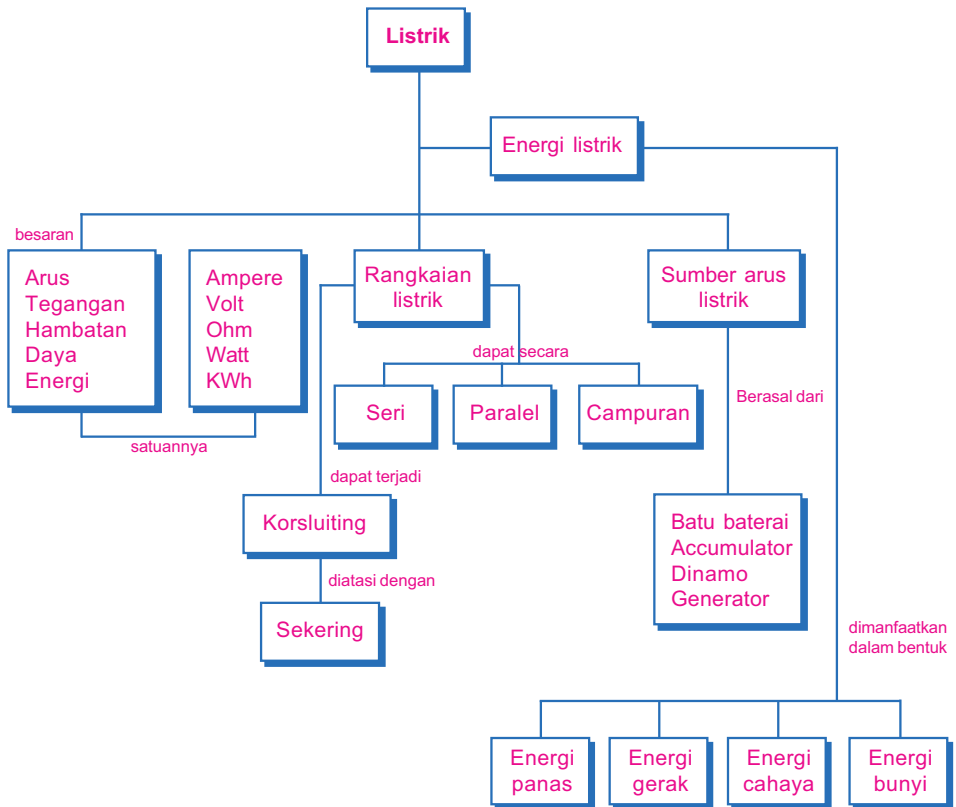 Listrik
Energi listrik
besaran
Arus
Tegangan
Hambatan
Daya
Energi
Ampere
Volt
Ohm
Watt
KWh
satuannya
Rangkaian
listrik
dapat secara
Seri
Paralel
Campuran
dapat terjadi
Korsluiting
diatasi dengan
Sekering
Sumber arus
listrik
Berasal dari
Batu baterai
Accumulator
Dinamo
Generator
dimanfaatkan
dalam bentuk
Energi
panas
Energi
gerak
Energi
cahaya
Energi
bunyi